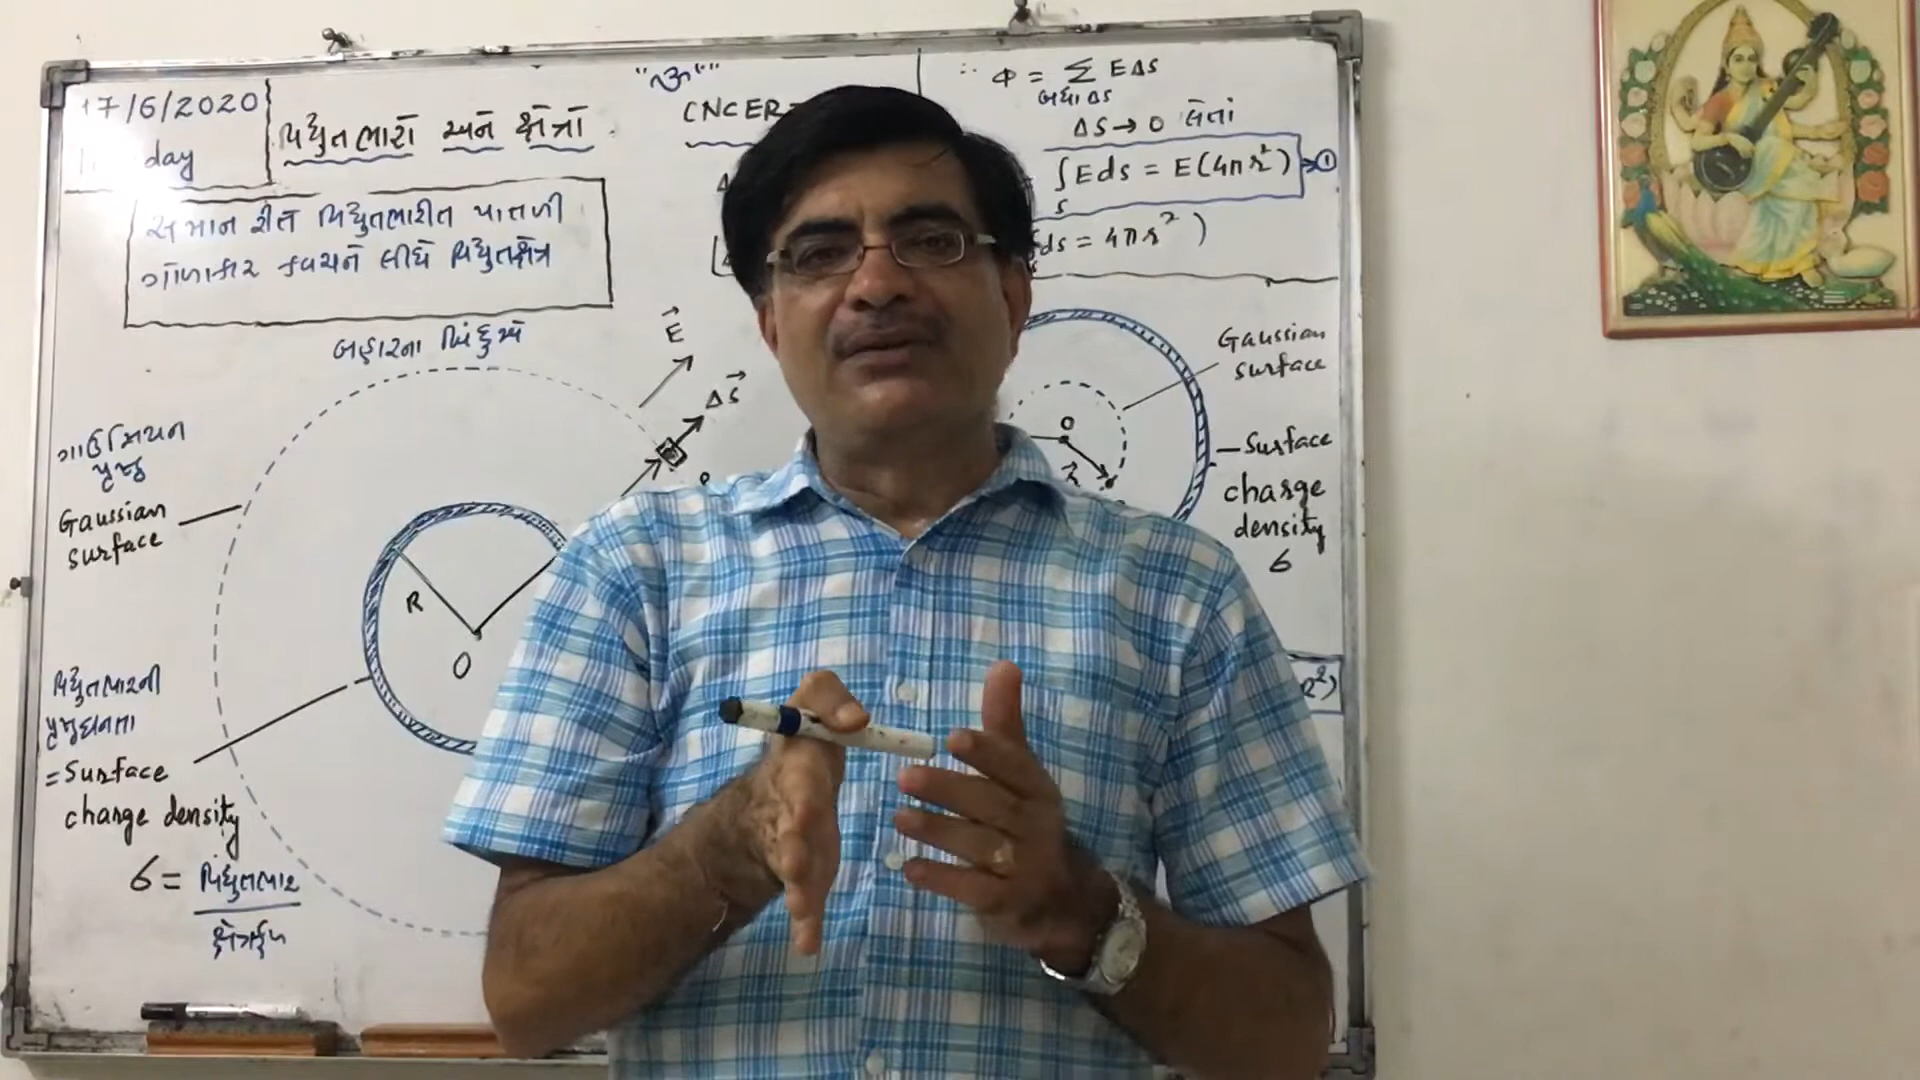 17/6/2020
day
વિદ્યુતભારો અને ક્ષેત્રો
"ૐ"
CNCER
સમાન રીતે વિદ્યુતભારીત પાતળી
ગોળાકાર કવચને લીધે વિદ્યુતક્ષેત્ર
બહારના બિંદુએ
E⃗
ΔS⃗
ગાઉસિયન
પૃષ્ઠ
Gaussian
surface
R
O
વિદ્યુતભારની
પૃષ્ઠઘનતા
= Surface
charge density
σ = વિદ્યુતભાર
ક્ષેત્રફળ
∴ Φ = Σ EΔS
બધા ΔS
ΔS → 0 લેતાં
∫ E ds = E(4πr²) → ①
s
ds = 4πr² )
Gaussian
surface
O
r⃗
Surface
charge
density
σ